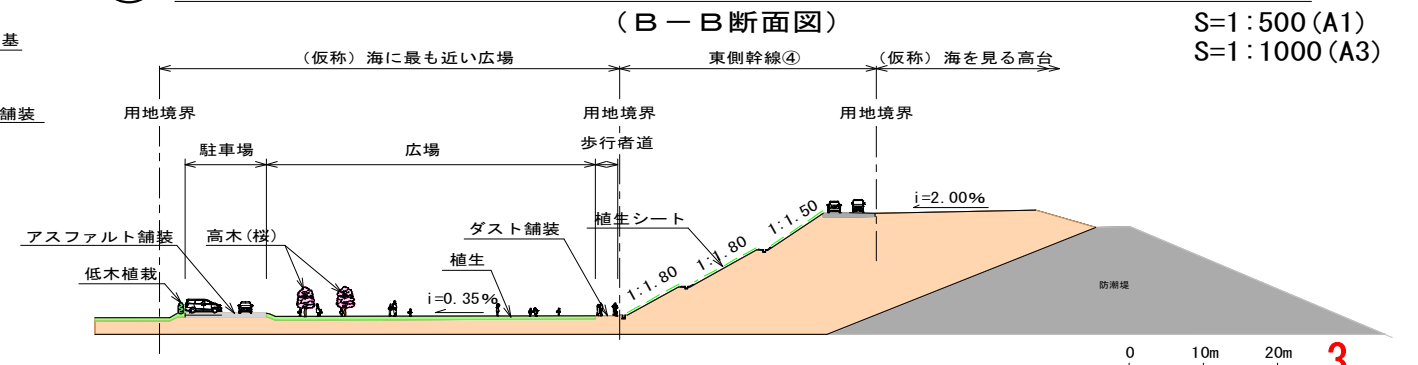 （Ｂ－Ｂ断面図）
S=1:500(A1)
S=1:1000(A3)
基
舗装
（仮称）海に最も近い広場
東側幹線④
（仮称）海を見る高台
用地境界
用地境界
用地境界
駐車場
広場
歩行者道
アスファルト舗装
高木(桜)
低木植栽
植生
ダスト舗装
植生シート
i=0.35%
1:1.80
1:1.80
1:1.50
i=2.00%
防潮堤
0
10m
20m
3